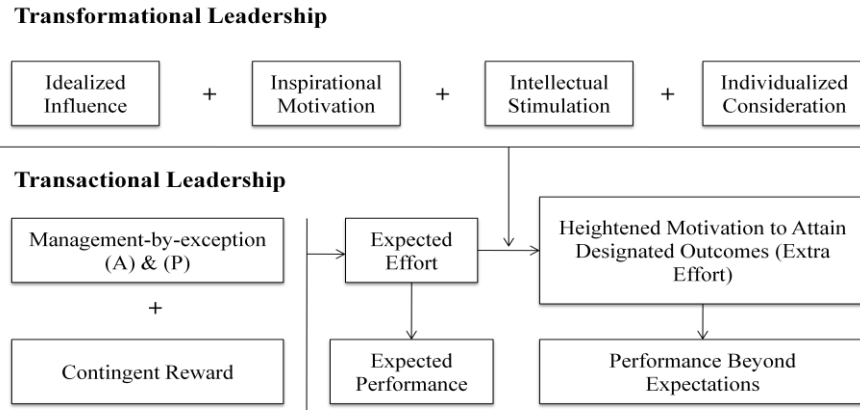 Transformational Leadership
Idealized
Influence
+
Inspirational
Motivation
+
Intellectual
Stimulation
+
Individualized
Consideration
Transactional Leadership
Management-by-exception
(A) & (P)
+
Contingent Reward
Expected
Effort
Expected
Performance
Heightened Motivation to Attain
Designated Outcomes (Extra
Effort)
Performance Beyond
Expectations